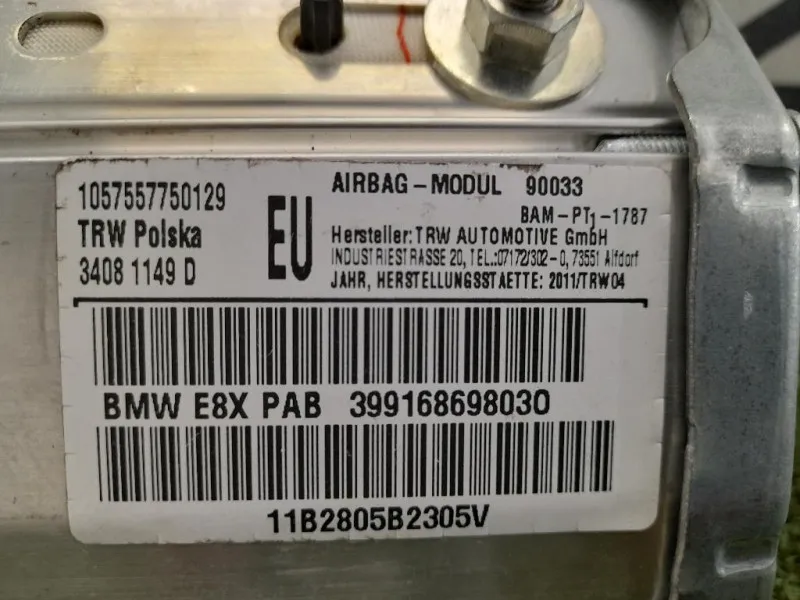 1057557750129
TRW Polska
3408 1149 D
EU
AIRBAG-MODUL 90033
BAM-PT1-1787
Hersteller: TRW AUTOMOTIVE GmbH
INDUSTRIESTRASSE 20, TEL.:07172/302-0, 73551 Alfdorf
JAHR, HERSTELLUNGSSTAETTE: 2011/TRW04
BMW E8X PAB 399168698030
11B2805B2305V